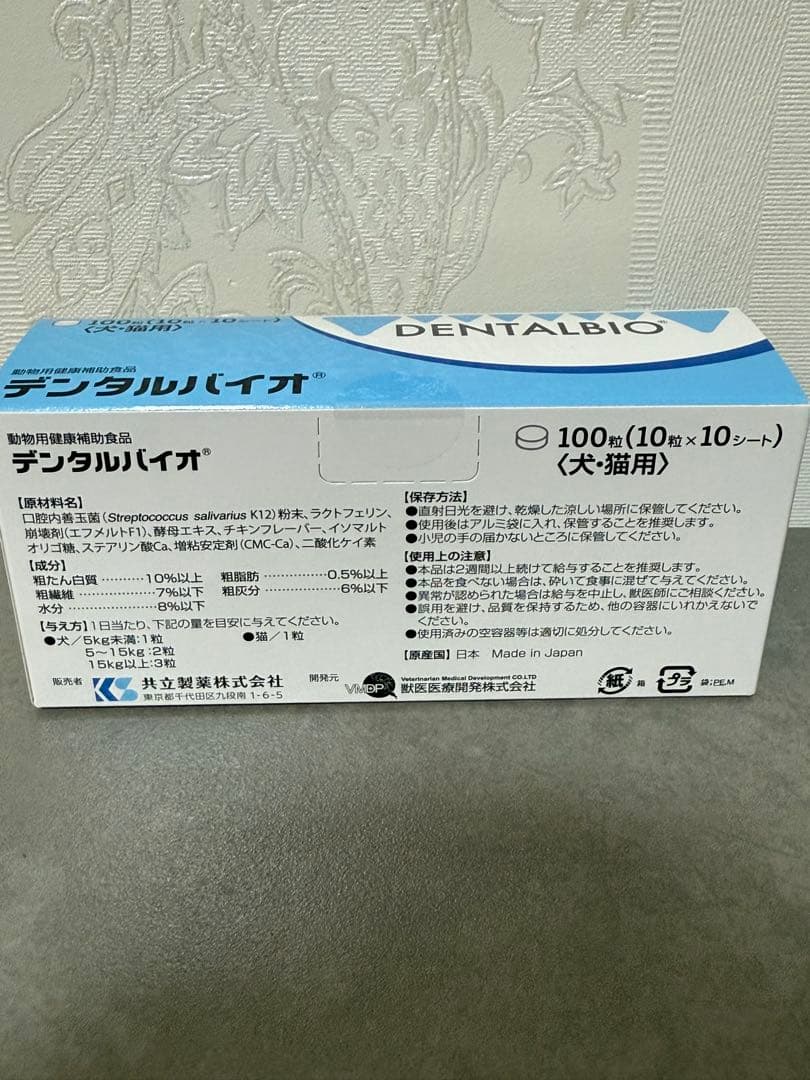 100粒(10粒×10シート)
〈犬・猫用〉
DENTALBIO®
動物用健康補助食品
デンタルバイオ®
動物用健康補助食品
デンタルバイオ®
100粒(10粒×10シート)
〈犬・猫用〉
【原材料名】
口腔内善玉菌(Streptococcus salivarius K12)粉末、ラクトフェリン、
崩壊剤(エフメルトF1)、酵母エキス、チキンフレーバー、イソマルト
オリゴ糖、ステアリン酸Ca、増粘安定剤(CMC-Ca)、二酸化ケイ素
【成分】
粗たん白質 ………… 10%以上 粗脂肪 ………… 0.5%以上
粗繊維 ………… 7%以下 粗灰分 ………… 6%以下
水分 ………… 8%以下
【与え方】1日当たり、下記の量を目安に与えてください。
●犬/5kg未満:1粒 ●猫/1粒
5〜15kg:2粒
15kg以上:3粒
【保存方法】
●直射日光を避け、乾燥した涼しい場所に保管してください。
●使用後はアルミ袋に入れ、保管することを推奨します。
●小児の手の届かないところに保管してください。
【使用上の注意】
●本品は2週間以上続けて給与することを推奨します。
●本品を食べない場合は、砕いて食事に混ぜて与えてください。
●異常が認められた場合は給与を中止し、獣医師にご相談ください。
●誤用を避け、品質を保持するため、他の容器にいれかえないで
ください。
●使用済みの空容器等は適切に処分してください。
【原産国】日本 Made in Japan
販売者 KS 共立製薬株式会社
東京都千代田区九段南1-6-5
開発元 VMDP Veterinarian Medical Development CO.LTD
獣医医療開発株式会社
紙 箱 プラ 袋:PE,M